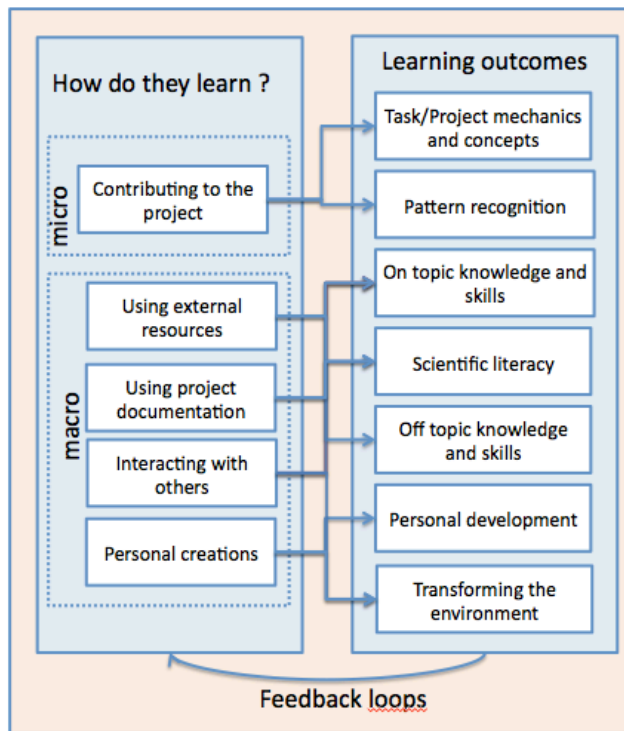 How do they learn ?
micro
Contributing to the
project
macro
Using external
resources
Using project
documentation
Interacting with
others
Personal creations
Learning outcomes
Task/Project mechanics
and concepts
Pattern recognition
On topic knowledge and
skills
Scientific literacy
Off topic knowledge
and skills
Personal development
Transforming the
environment
Feedback loops